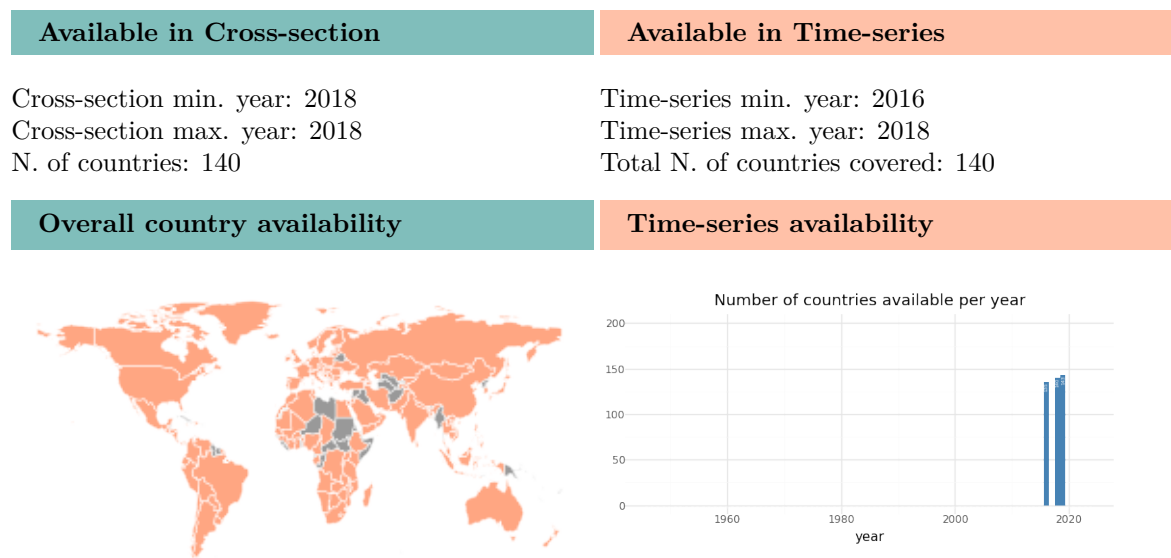 Available in Cross-section
Available in Time-series
Cross-section min. year: 2018
Cross-section max. year: 2018
N. of countries: 140
Time-series min. year: 2016
Time-series max. year: 2018
Total N. of countries covered: 140
Overall country availability
Time-series availability
Number of countries available per year
200
150
100
50
0
1960
1980
2000
2020
year